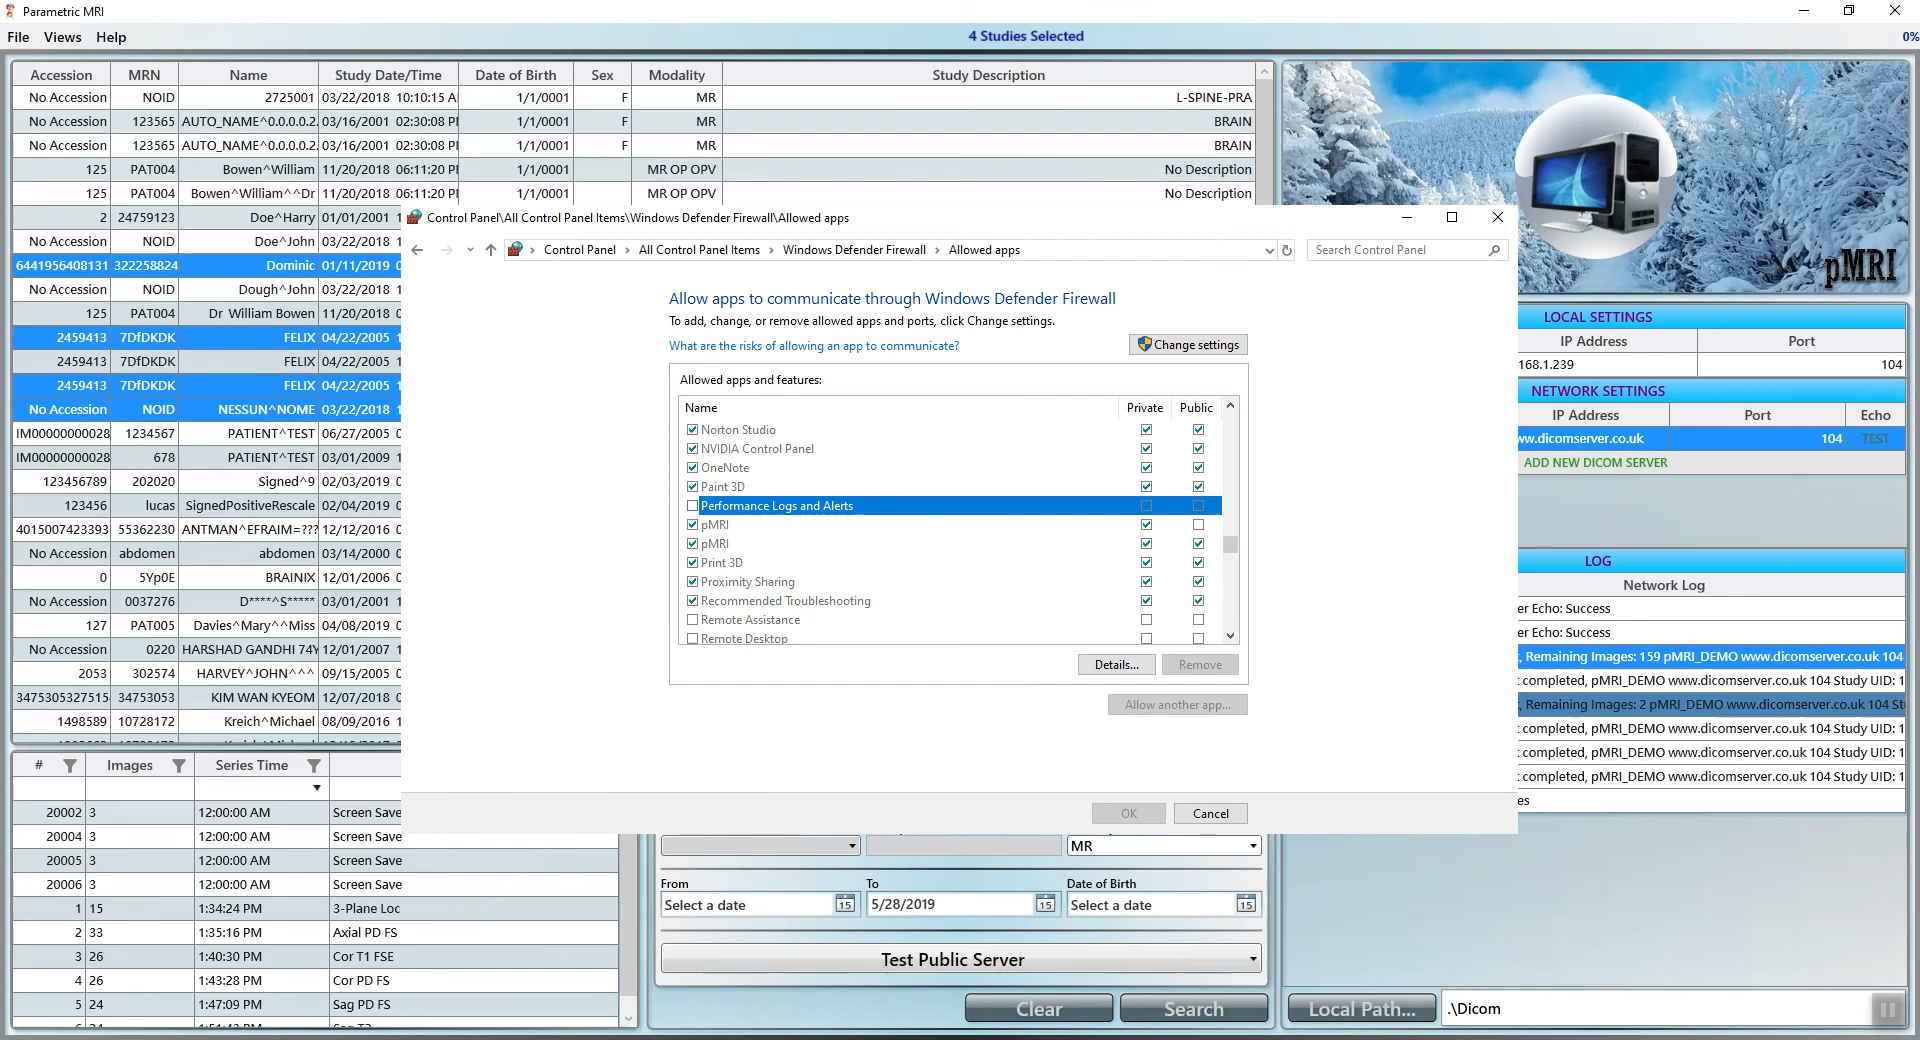 Parametric MRI
File Views Help
4 Studies Selected
0%
Accession MRN Name Study Date/Time Date of Birth Sex Modality Study Description
No Accession NOID 2725001 03/22/2018 10:10:15 A 1/1/0001 F MR L-SPINE-PRA
No Accession 123565 AUTO_NAME^0.0.0.0.2. 03/16/2001 02:30:08 P 1/1/0001 F MR BRAIN
No Accession 123565 AUTO_NAME^0.0.0.0.2. 03/16/2001 02:30:08 P 1/1/0001 F MR BRAIN
125 PAT004 Bowen^William 11/20/2018 06:11:20 P 1/1/0001 MR OP OPV No Description
125 PAT004 Bowen^William^^Dr 11/20/2018 06:11:20 P 1/1/0001 MR OP OPV No Description
2 24759123 Doe^Harry 01/01/2001 1
No Accession NOID Doe^John 03/22/2018 1
6441956408131 322258824 Dominic 01/11/2019 0
No Accession NOID Dough^John 03/22/2018 1
125 PAT004 Dr William Bowen 11/20/2018 0
2459413 7DfDKDK FELIX 04/22/2005 1
2459413 7DfDKDK FELIX 04/22/2005 1
2459413 7DfDKDK FELIX 04/22/2005 1
No Accession NOID NESSUN^NOME 03/22/2018 1
IM00000000028 1234567 PATIENT^TEST 06/27/2005 0
IM00000000028 678 PATIENT^TEST 03/01/2009 1
123456789 202020 Signed^9 02/03/2019 0
123456 lucas SignedPositiveRescale 02/04/2019 0
4015007423393 55362230 ANTMAN^EFRAIM=??? 12/12/2016 0
No Accession abdomen abdomen 03/14/2000 0
0 5Yp0E BRAINIX 12/01/2006 0
No Accession 0037276 D****^S***** 03/01/2001 1
127 PAT005 Davies^Mary^^Miss 04/08/2019 0
No Accession 0220 HARSHAD GANDHI 74Y 12/01/2007 1
2053 302574 HARVEY^JOHN^^^ 09/15/2005 0
3475305327515 34753053 KIM WAN KYEOM 12/07/2018 0
1498589 10728172 Kreich^Michael 08/09/2016 1
Control Panel\All Control Panel Items\Windows Defender Firewall\Allowed apps
Control Panel › All Control Panel Items › Windows Defender Firewall › Allowed apps
Search Control Panel
Allow apps to communicate through Windows Defender Firewall
To add, change, or remove allowed apps and ports, click Change settings.
What are the risks of allowing an app to communicate?
Change settings
Allowed apps and features:
Name Private Public
Norton Studio
NVIDIA Control Panel
OneNote
Paint 3D
Performance Logs and Alerts
pMRI
pMRI
Print 3D
Proximity Sharing
Recommended Troubleshooting
Remote Assistance
Remote Desktop
Details... Remove
Allow another app...
OK Cancel
pMRI
LOCAL SETTINGS
IP Address Port
168.1.239 104
NETWORK SETTINGS
IP Address Port Echo
ww.dicomserver.co.uk 104 TEST
ADD NEW DICOM SERVER
LOG
Network Log
er Echo: Success
er Echo: Success
, Remaining Images: 159 pMRI_DEMO www.dicomserver.co.uk 104
completed, pMRI_DEMO www.dicomserver.co.uk 104 Study UID: 1
, Remaining Images: 2 pMRI_DEMO www.dicomserver.co.uk 104 St
completed, pMRI_DEMO www.dicomserver.co.uk 104 Study UID: 1
completed, pMRI_DEMO www.dicomserver.co.uk 104 Study UID: 1
completed, pMRI_DEMO www.dicomserver.co.uk 104 Study UID: 1
es
# Images Series Time
20002 3 12:00:00 AM Screen Save
20004 3 12:00:00 AM Screen Save
20005 3 12:00:00 AM Screen Save
20006 3 12:00:00 AM Screen Save
1 15 1:34:24 PM 3-Plane Loc
2 33 1:35:16 PM Axial PD FS
3 26 1:40:30 PM Cor T1 FSE
4 26 1:43:28 PM Cor PD FS
5 24 1:47:09 PM Sag PD FS
MR
From To Date of Birth
Select a date 15 5/28/2019 15 Select a date 15
Test Public Server
Clear Search
Local Path... .\Dicom